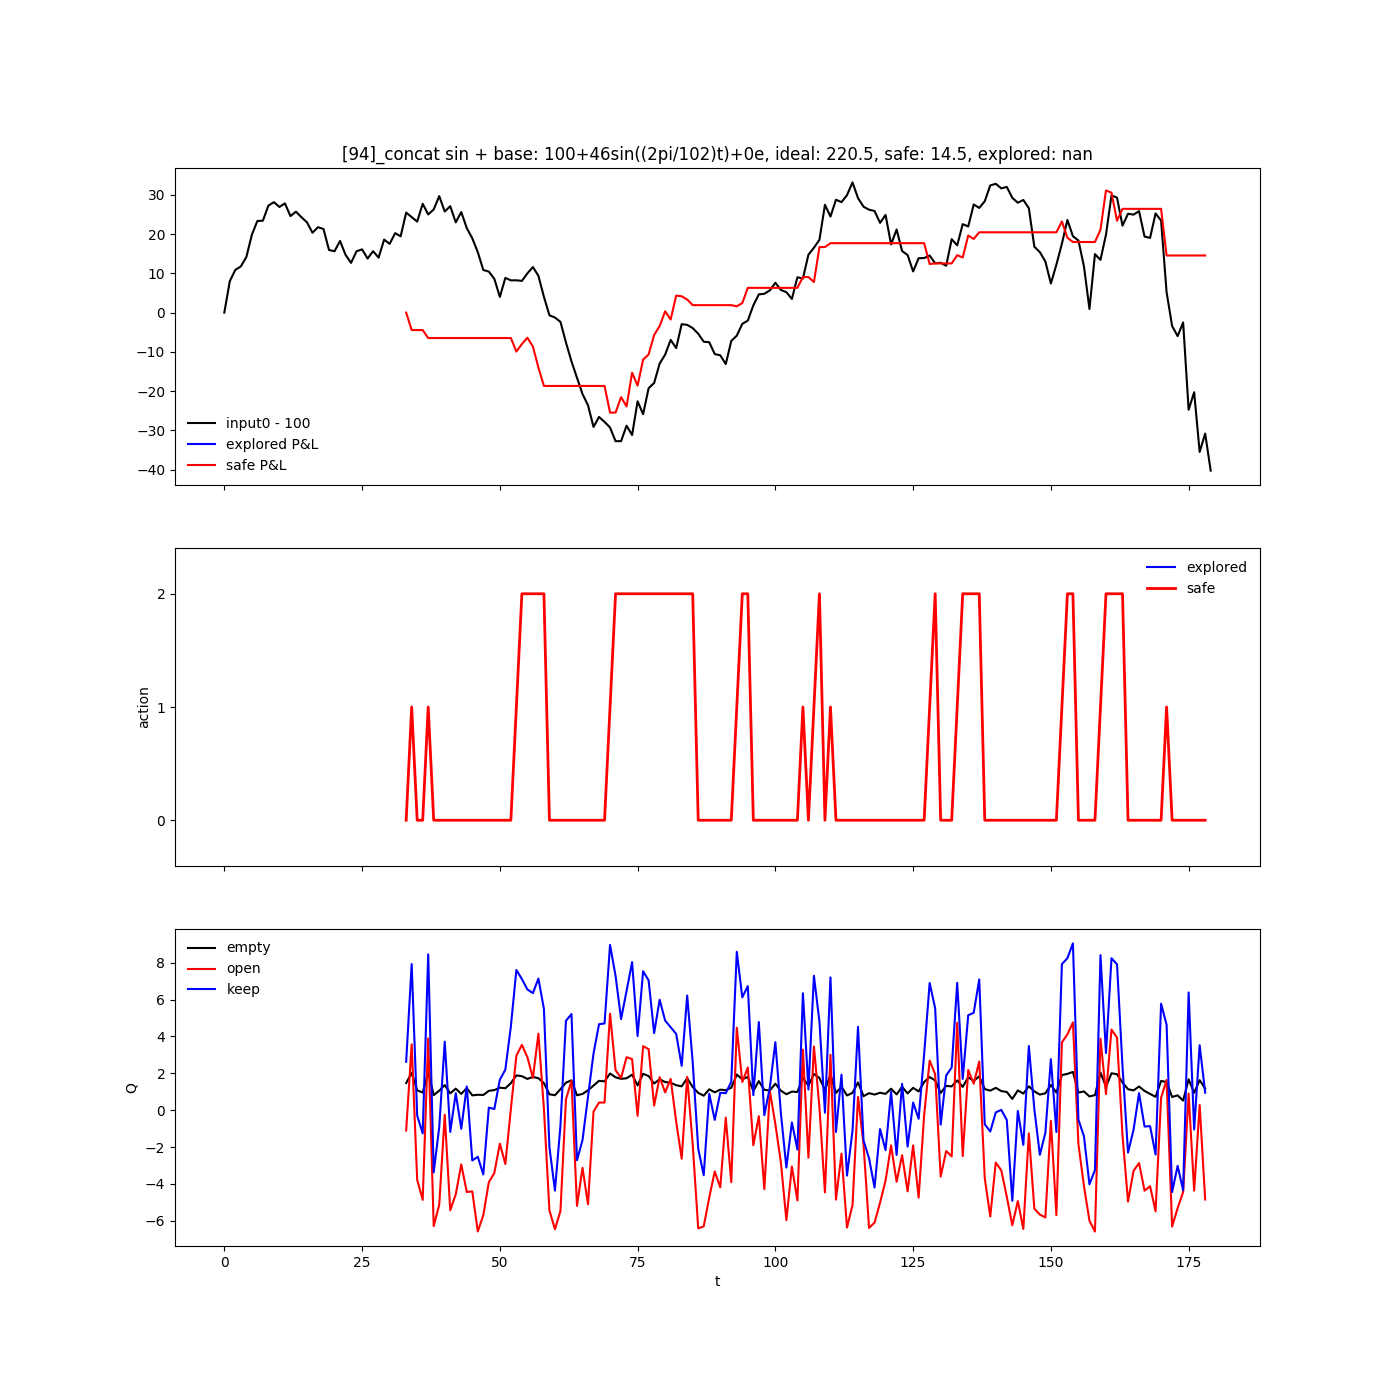 [94]_concat sin + base: 100+46sin((2pi/102)t)+0e, ideal: 220.5, safe: 14.5, explored: nan
30
20
10
0
−10
−20
−30
−40
input0 - 100
explored P&L
safe P&L
explored
safe
2
1
0
action
empty
open
keep
8
6
4
2
0
−2
−4
−6
Q
0 25 50 75 100 125 150 175
t